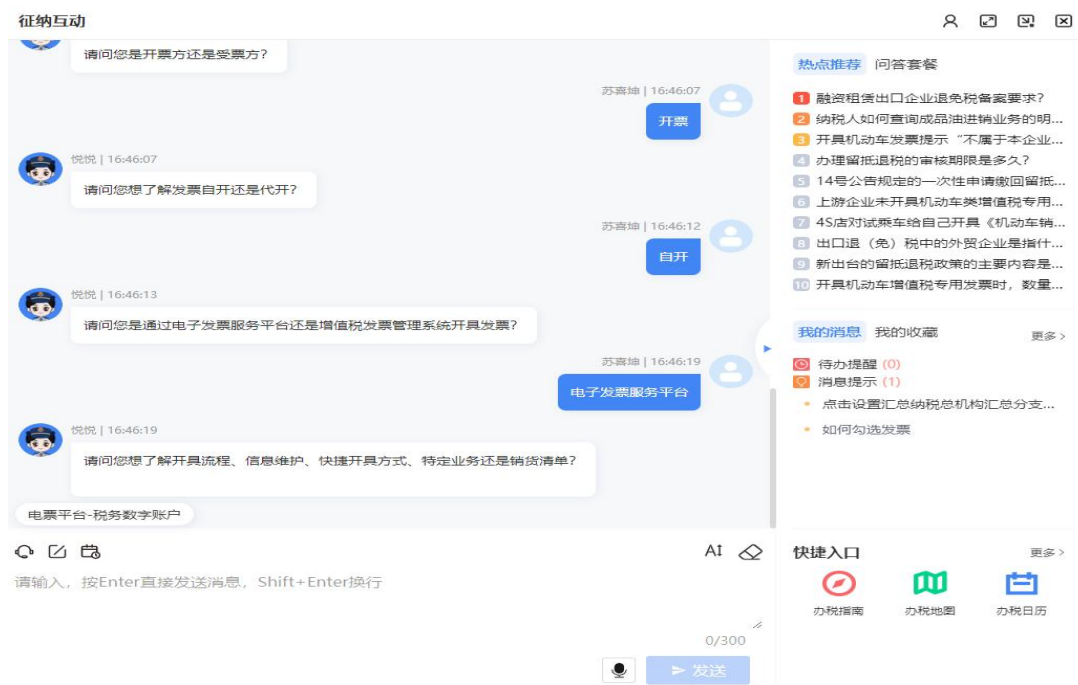 征纳互动
请问您是开票方还是受票方?
苏喜坤 | 16:46:07
开票
悦悦 | 16:46:07
请问您想了解发票自开还是代开?
苏喜坤 | 16:46:12
自开
悦悦 | 16:46:13
请问您是通过电子发票服务平台还是增值税发票管理系统开具发票?
苏喜坤 | 16:46:19
电子发票服务平台
悦悦 | 16:46:19
请问您想了解开具流程、信息维护、快捷开具方式、特定业务还是销货清单?
电票平台-税务数字账户
AI
请输入，按Enter直接发送消息，Shift+Enter换行
0/300
发送
热点推荐 问答套餐
1 融资租赁出口企业退免税备案要求?
2 纳税人如何查询成品油进销业务的明...
3 开具机动车发票提示“不属于本企业...
4 办理留抵退税的审核期限是多久?
5 14号公告规定的一次性申请缴回留抵...
6 上游企业未开具机动车类增值税专用...
7 4S店对试乘车给自己开具《机动车销...
8 出口退（免）税中的外贸企业是指什...
9 新出台的留抵退税政策的主要内容是...
10 开具机动车增值税专用发票时，数量...
我的消息 我的收藏 更多 >
待办提醒 (0)
消息提示 (1)
点击设置汇总纳税总机构汇总分支...
如何勾选发票
快捷入口 更多 >
办税指南 办税地图 办税日历